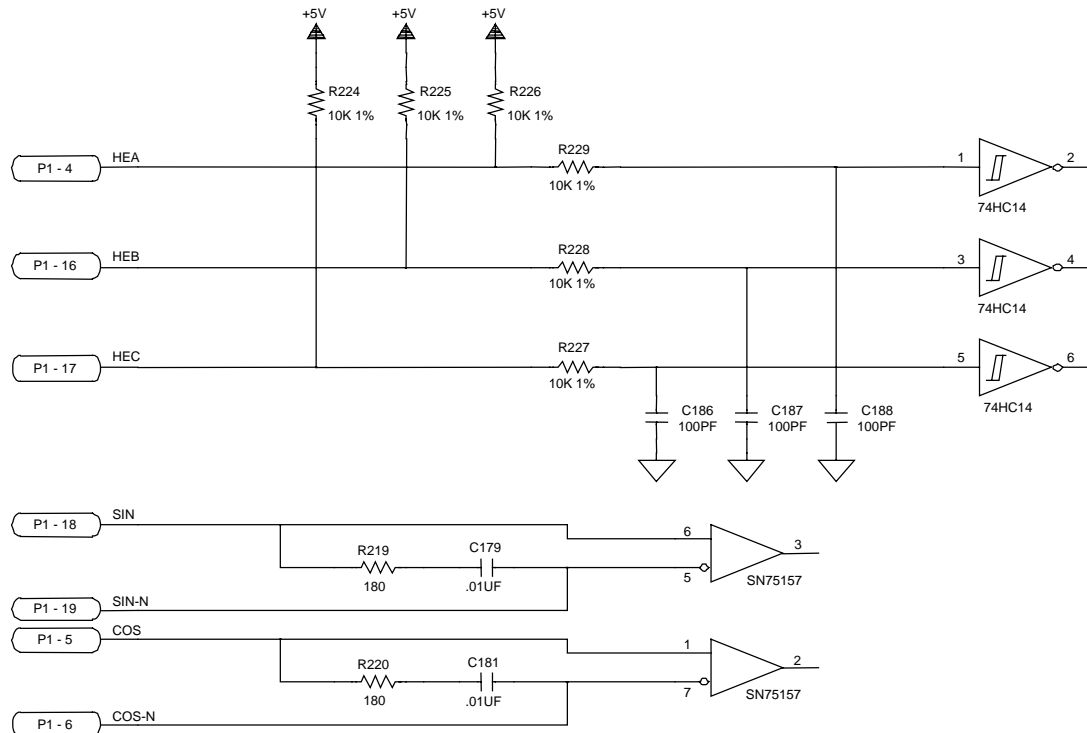 +5V +5V +5V
R224 R225 R226
10K 1% 10K 1% 10K 1%
P1 - 4 HEA R229 1 2
10K 1%
74HC14
P1 - 16 HEB R228 3 4
10K 1%
74HC14
P1 - 17 HEC R227 5 6
10K 1%
74HC14
C186 C187 C188
100PF 100PF 100PF
P1 - 18 SIN
6 3
R219 C179
5
180 .01UF SN75157
P1 - 19 SIN-N
P1 - 5 COS
1 2
R220 C181
7
180 .01UF SN75157
P1 - 6 COS-N